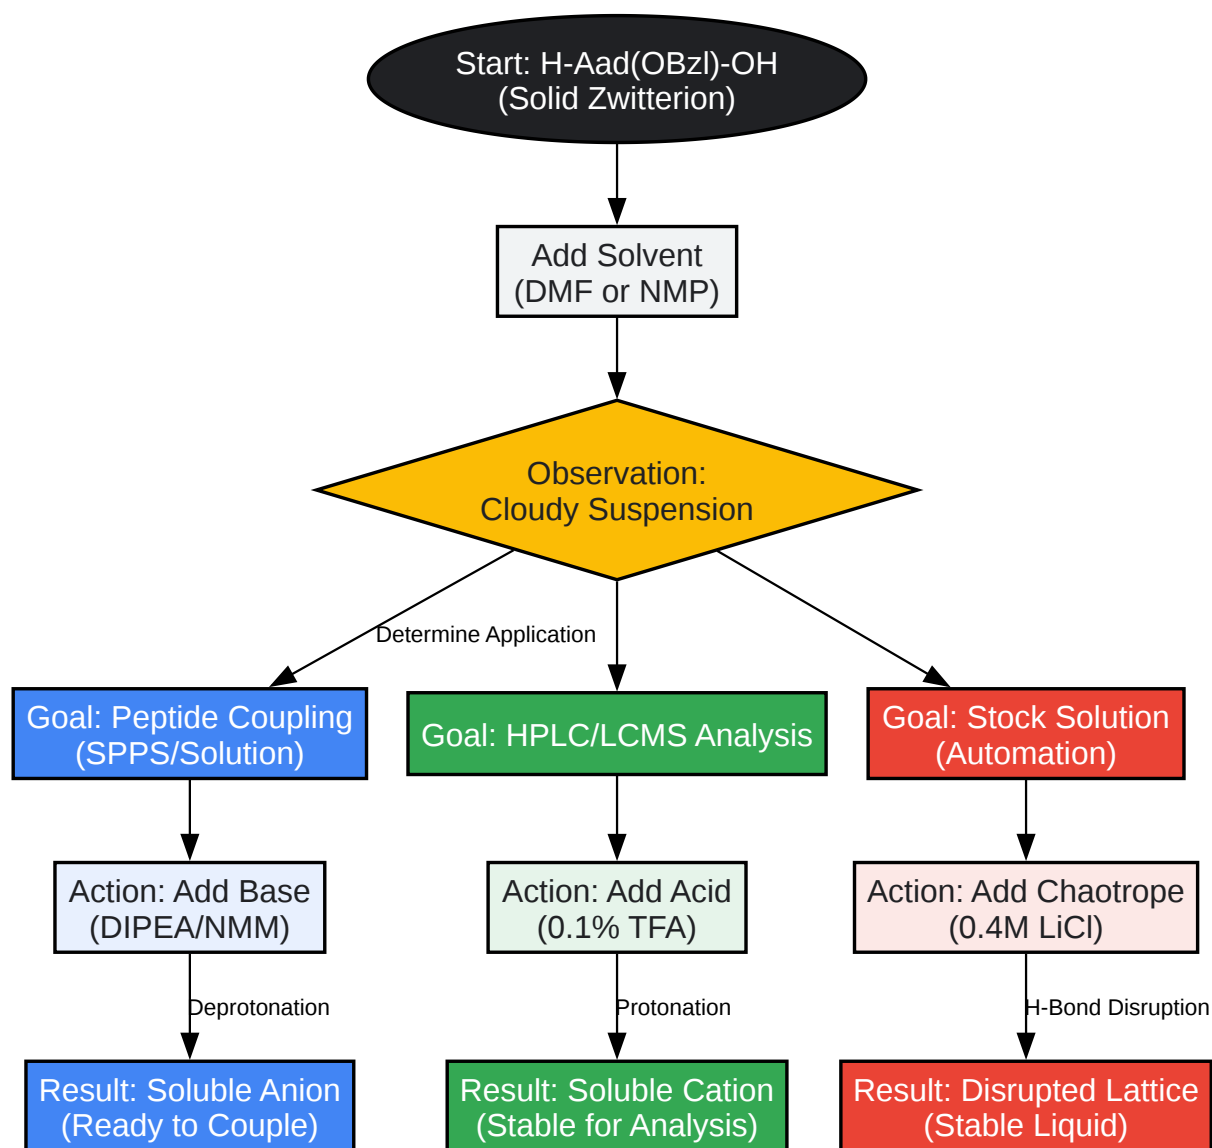 Start: H-Aad(OBzl)-OH
(Solid Zwitterion)
Add Solvent
(DMF or NMP)
Observation:
Cloudy Suspension
Determine Application
Goal: Peptide Coupling
(SPPS/Solution)
Goal: HPLC/LCMS Analysis
Goal: Stock Solution
(Automation)
Action: Add Base
(DIPEA/NMM)
Action: Add Acid
(0.1% TFA)
Action: Add Chaotrope
(0.4M LiCl)
Deprotonation
Protonation
H-Bond Disruption
Result: Soluble Anion
(Ready to Couple)
Result: Soluble Cation
(Stable for Analysis)
Result: Disrupted Lattice
(Stable Liquid)